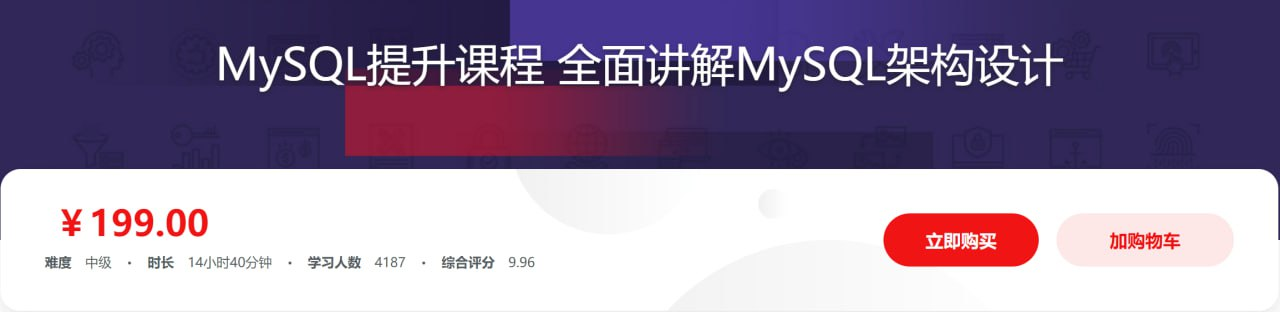 MySQL提升课程 全面讲解MySQL架构设计
￥199.00
难度 中级 · 时长 14小时40分钟 · 学习人数 4187 · 综合评分 9.96
立即购买 加购物车